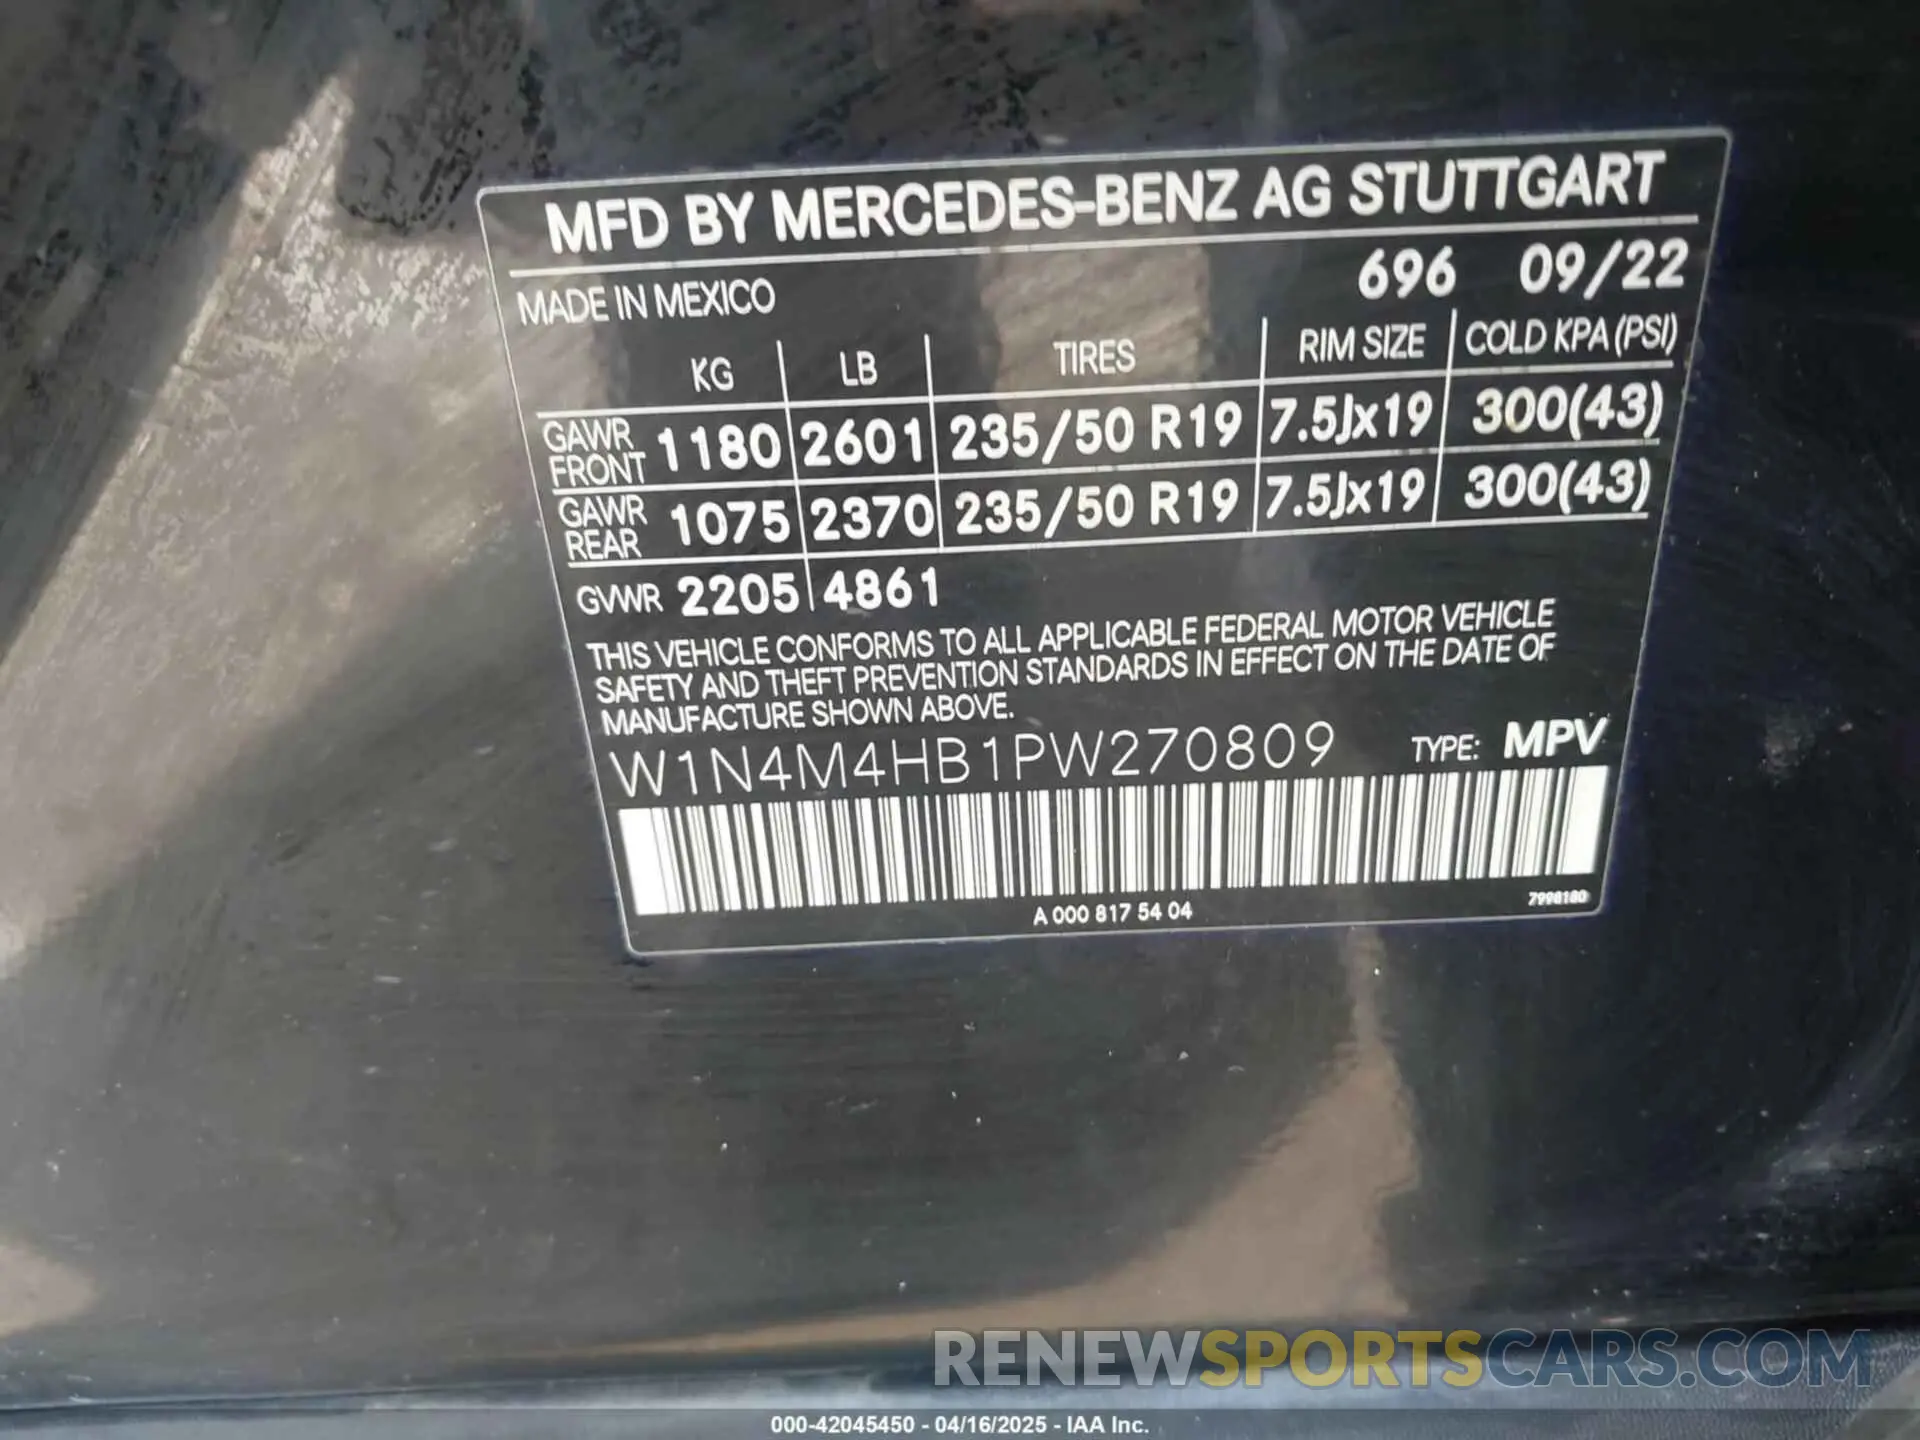 MFD BY MERCEDES-BENZ AG STUTTGART
MADE IN MEXICO 696 09/22
KG LB TIRES RIM SIZE COLD KPA (PSI)
GAWR FRONT 1180 2601 235/50 R19 7.5Jx19 300(43)
GAWR REAR 1075 2370 235/50 R19 7.5Jx19 300(43)
GVWR 2205 4861
THIS VEHICLE CONFORMS TO ALL APPLICABLE FEDERAL MOTOR VEHICLE
SAFETY AND THEFT PREVENTION STANDARDS IN EFFECT ON THE DATE OF
MANUFACTURE SHOWN ABOVE.
W1N4M4HB1PW270809 TYPE: MPV
A 000 817 54 04
RENEWSPORTSCARS.COM
000-42045450 - 04/16/2025 - IAA Inc.